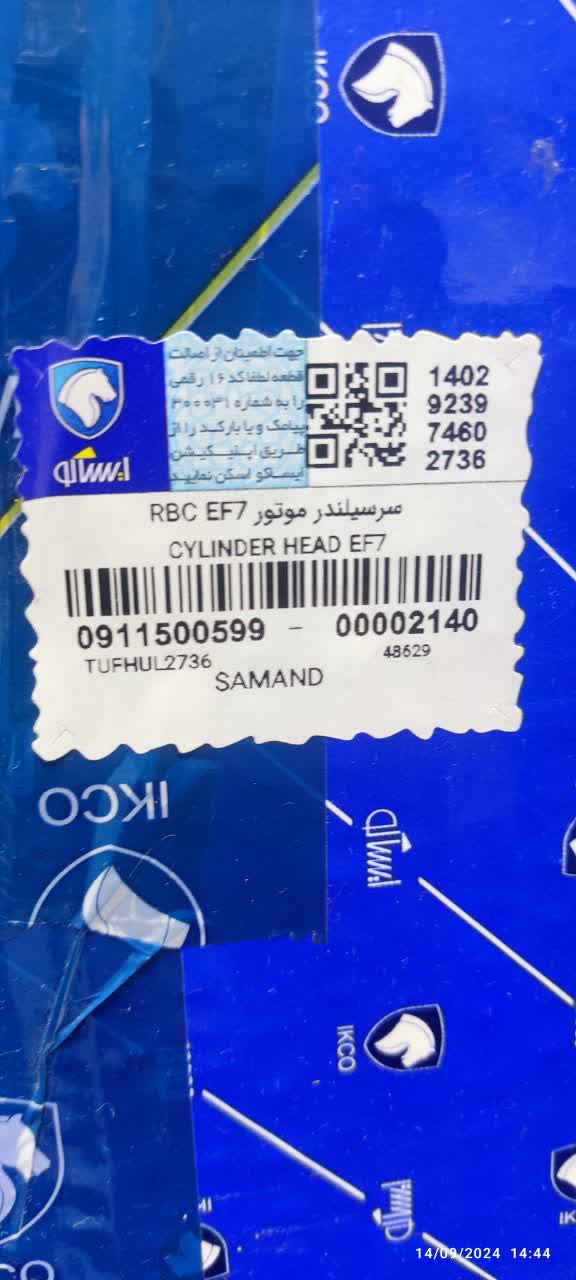 IKCO
ایساکو
جهت اطمینان از اصالت
قطعه لطفا کد ۱۶ رقمی
را به شماره ۳۰۰۰۳۱
پیامک و یا بارکد را از
طریق اپلیکیشن
ایساکو اسکن نمایید
1402
9239
7460
2736
سرسیلندر موتور RBC EF7
CYLINDER HEAD EF7
0911500599 - 00002140
TUFHUL2736 48629
SAMAND
IKCO
ایساکو
IKCO
ایساکو
14/09/2024 14:44